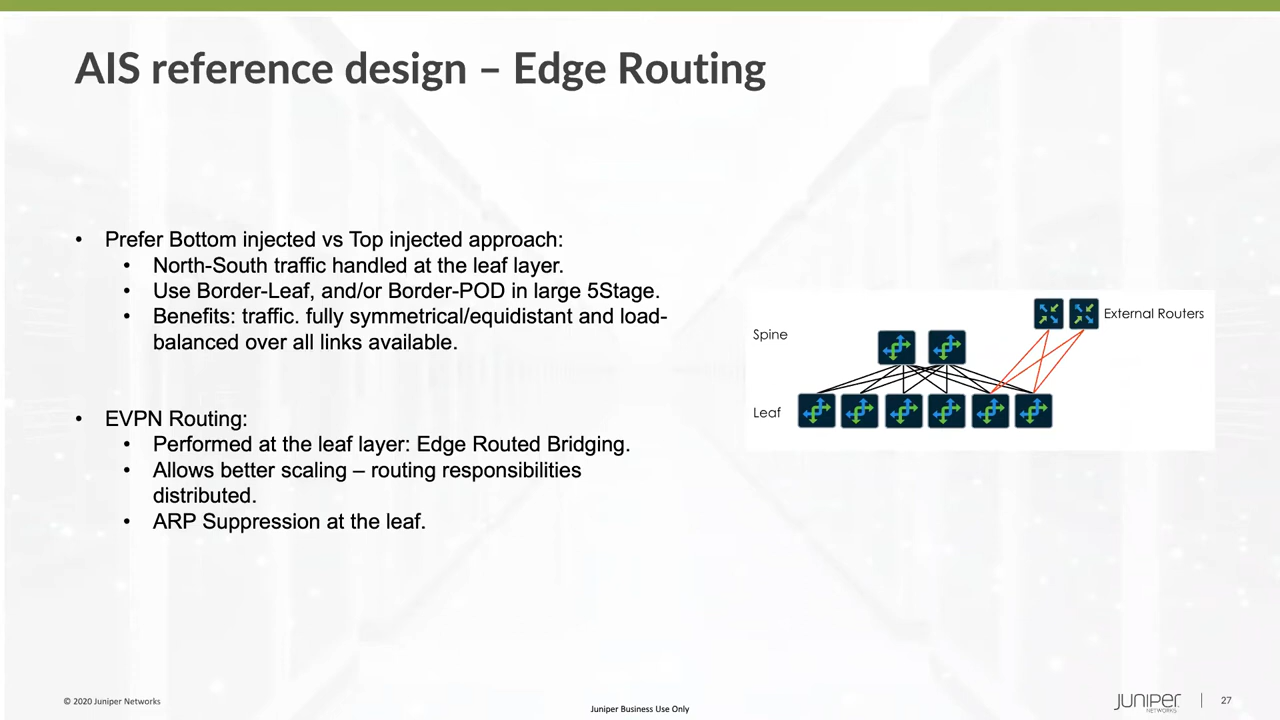 AIS reference design – Edge Routing
• Prefer Bottom injected vs Top injected approach:
• North-South traffic handled at the leaf layer.
• Use Border-Leaf, and/or Border-POD in large 5Stage.
• Benefits: traffic. fully symmetrical/equidistant and load-
balanced over all links available.
• EVPN Routing:
• Performed at the leaf layer: Edge Routed Bridging.
• Allows better scaling – routing responsibilities
distributed.
• ARP Suppression at the leaf.
External Routers
Spine
Leaf
© 2020 Juniper Networks
Juniper Business Use Only
JUNIPER
NETWORKS
27